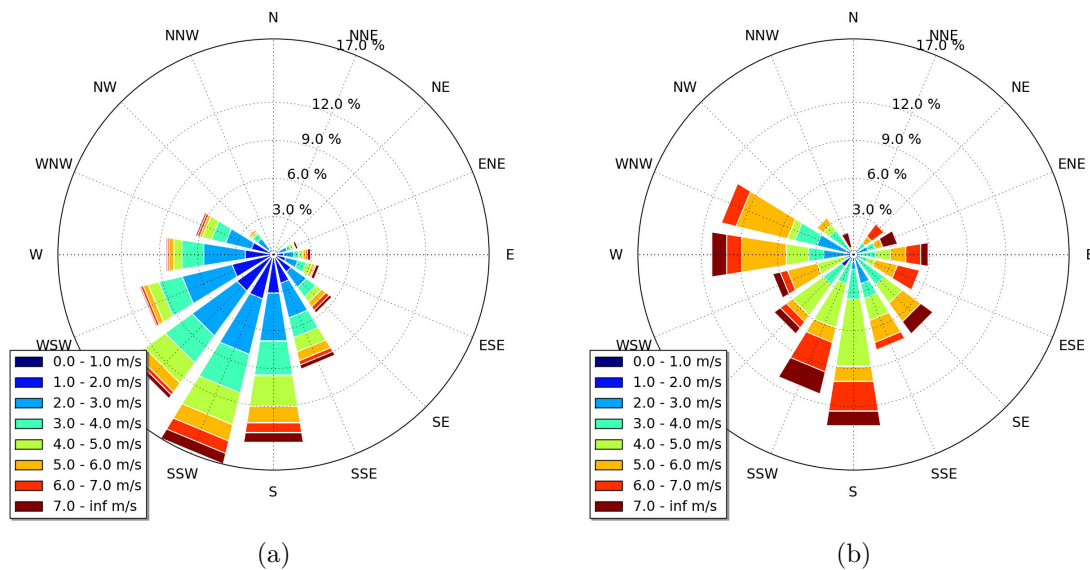 N
NNE
17.0 %
NE
ENE
E
ESE
SE
SSE
S
SSW
WSW
W
WNW
NW
NNW
12.0 %
9.0 %
6.0 %
3.0 %
0.0 - 1.0 m/s
1.0 - 2.0 m/s
2.0 - 3.0 m/s
3.0 - 4.0 m/s
4.0 - 5.0 m/s
5.0 - 6.0 m/s
6.0 - 7.0 m/s
7.0 - inf m/s
(a)
N
NNE
17.0 %
NE
ENE
E
ESE
SE
SSE
S
SSW
WSW
W
WNW
NW
NNW
12.0 %
9.0 %
6.0 %
3.0 %
0.0 - 1.0 m/s
1.0 - 2.0 m/s
2.0 - 3.0 m/s
3.0 - 4.0 m/s
4.0 - 5.0 m/s
5.0 - 6.0 m/s
6.0 - 7.0 m/s
7.0 - inf m/s
(b)